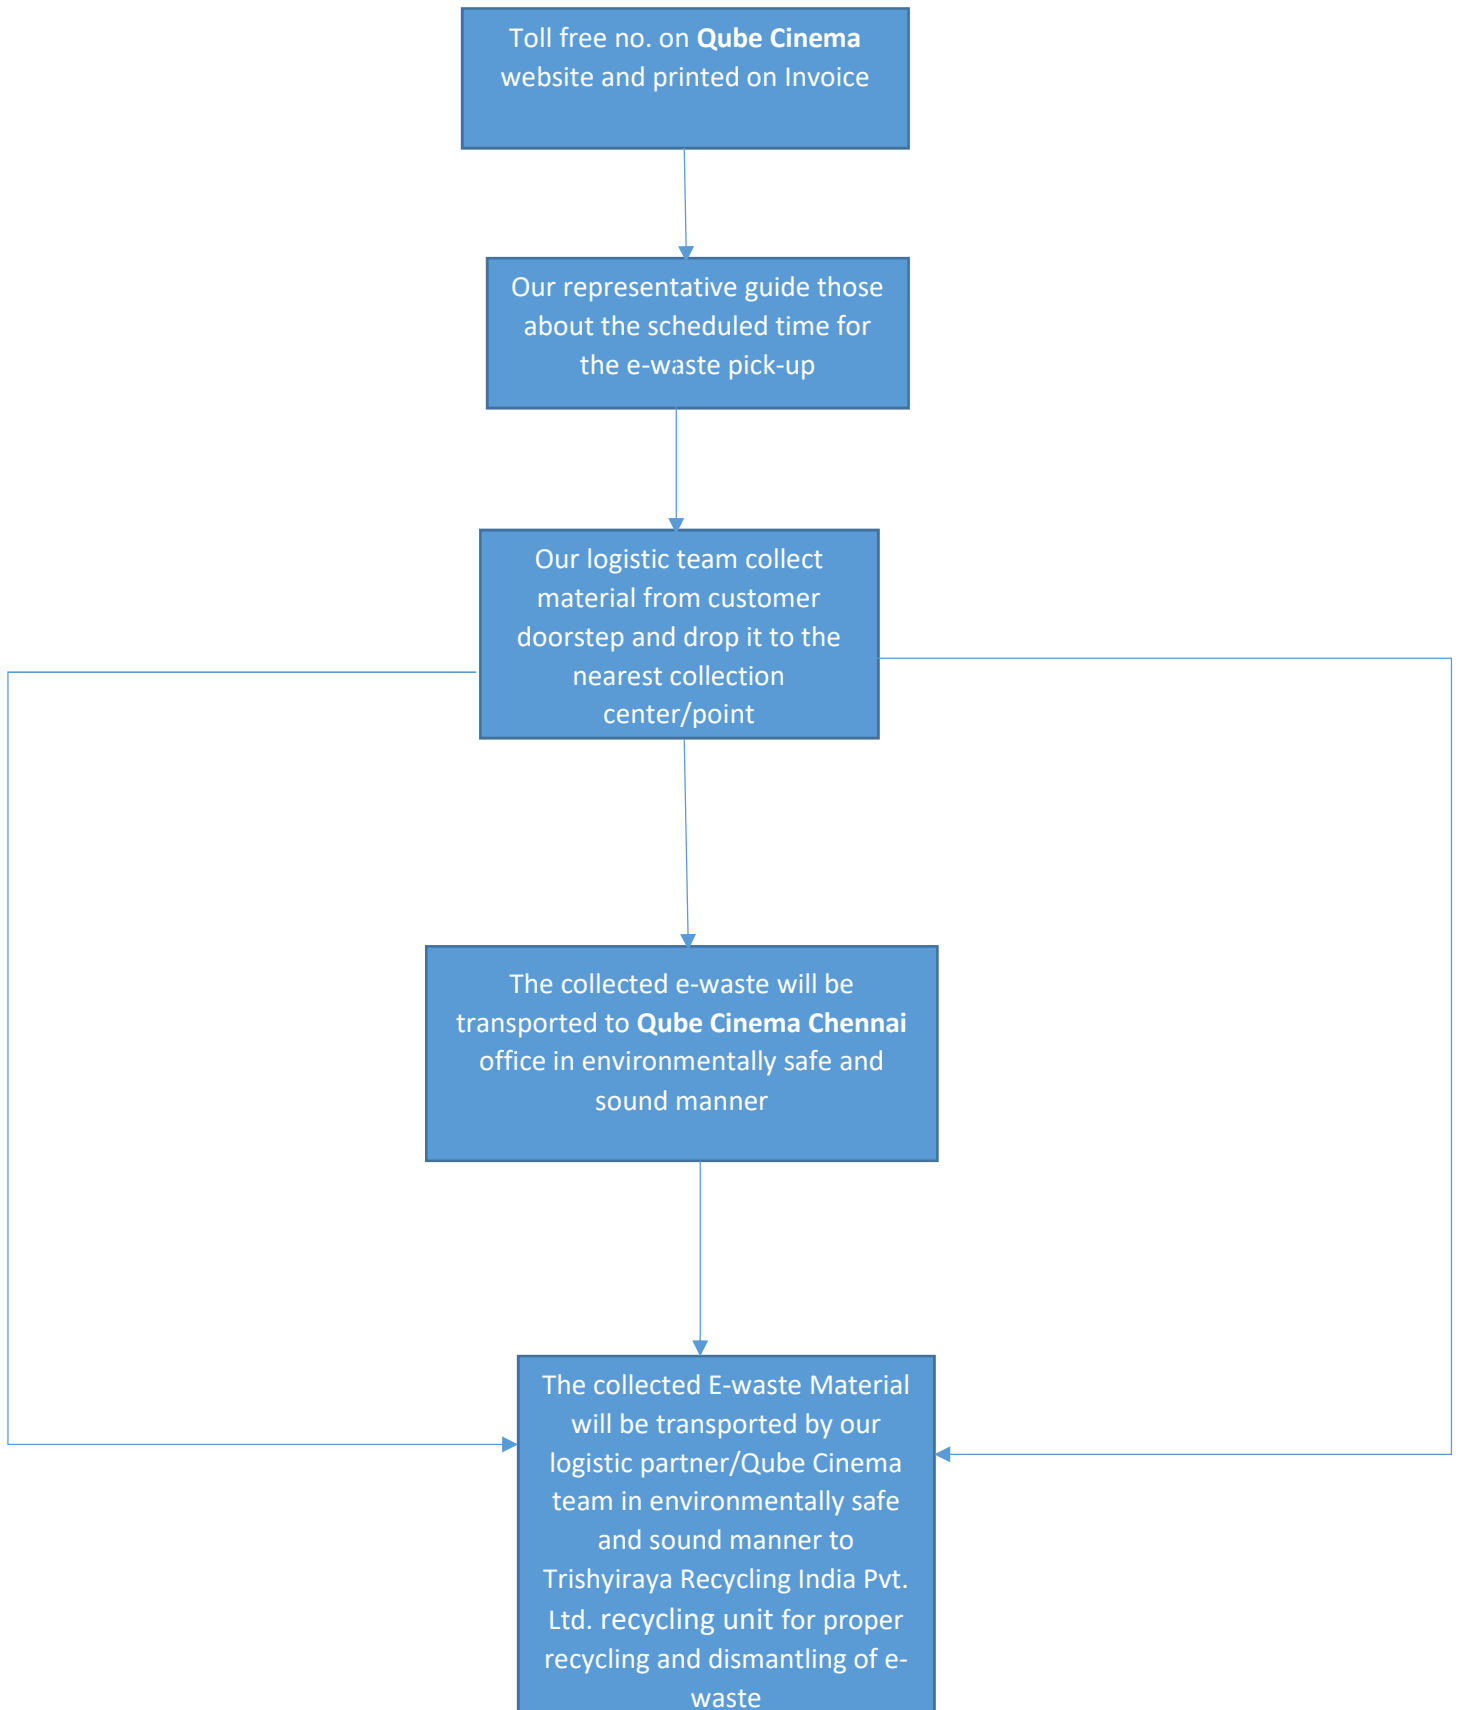 Toll free no. on Qube Cinema
website and printed on Invoice
Our representative guide those
about the scheduled time for
the e-waste pick-up
Our logistic team collect
material from customer
doorstep and drop it to the
nearest collection
center/point
The collected e-waste will be
transported to Qube Cinema Chennai
office in environmentally safe and
sound manner
The collected E-waste Material
will be transported by our
logistic partner/Qube Cinema
team in environmentally safe
and sound manner to
Trishyiraya Recycling India Pvt.
Ltd. recycling unit for proper
recycling and dismantling of e-
waste